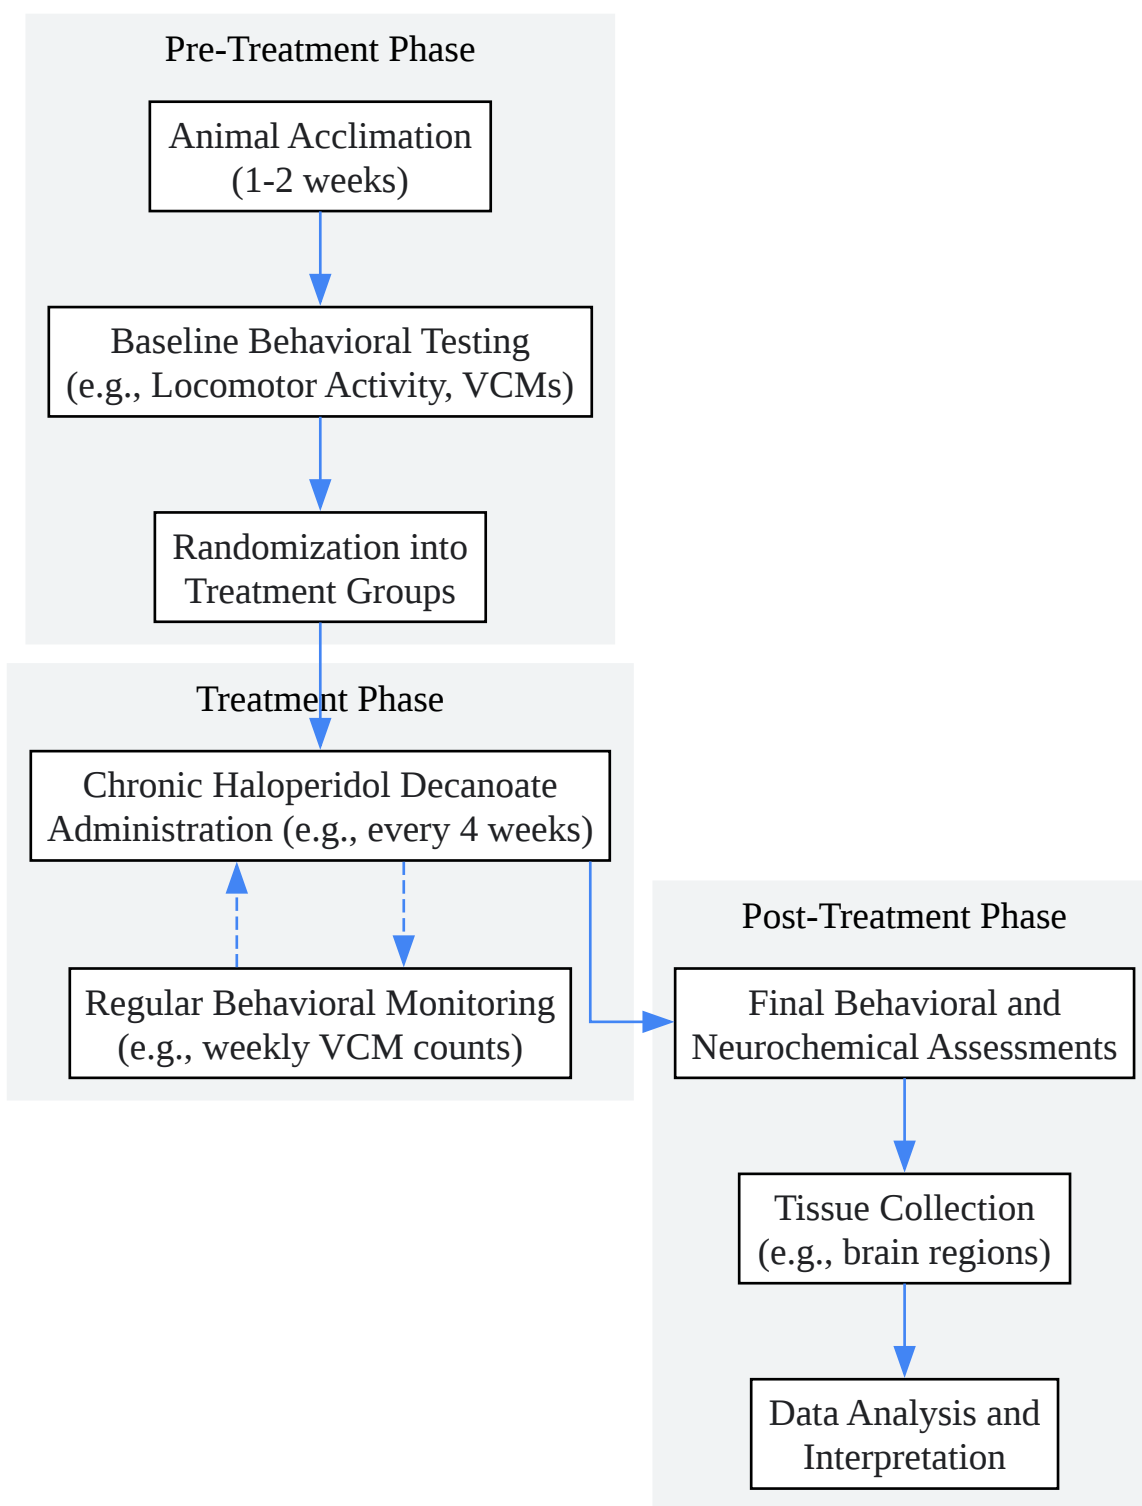 Pre-Treatment Phase
Animal Acclimation
(1-2 weeks)
Baseline Behavioral Testing
(e.g., Locomotor Activity, VCMs)
Randomization into
Treatment Groups
Treatment Phase
Chronic Haloperidol Decanoate
Administration (e.g., every 4 weeks)
Regular Behavioral Monitoring
(e.g., weekly VCM counts)
Post-Treatment Phase
Final Behavioral and
Neurochemical Assessments
Tissue Collection
(e.g., brain regions)
Data Analysis and
Interpretation